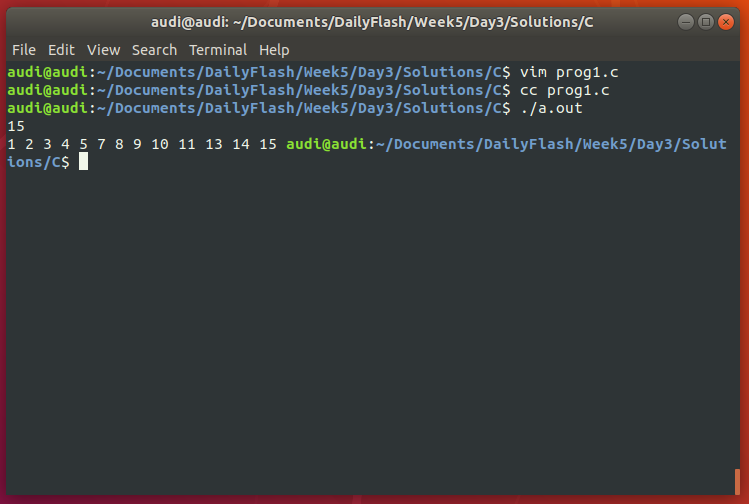 audi@audi: ~/Documents/DailyFlash/Week5/Day3/Solutions/C
File Edit View Search Terminal Help
audi@audi:~/Documents/DailyFlash/Week5/Day3/Solutions/C$ vim prog1.c
audi@audi:~/Documents/DailyFlash/Week5/Day3/Solutions/C$ cc prog1.c
audi@audi:~/Documents/DailyFlash/Week5/Day3/Solutions/C$ ./a.out
15
1 2 3 4 5 7 8 9 10 11 13 14 15 audi@audi:~/Documents/DailyFlash/Week5/Day3/Solut
ions/C$